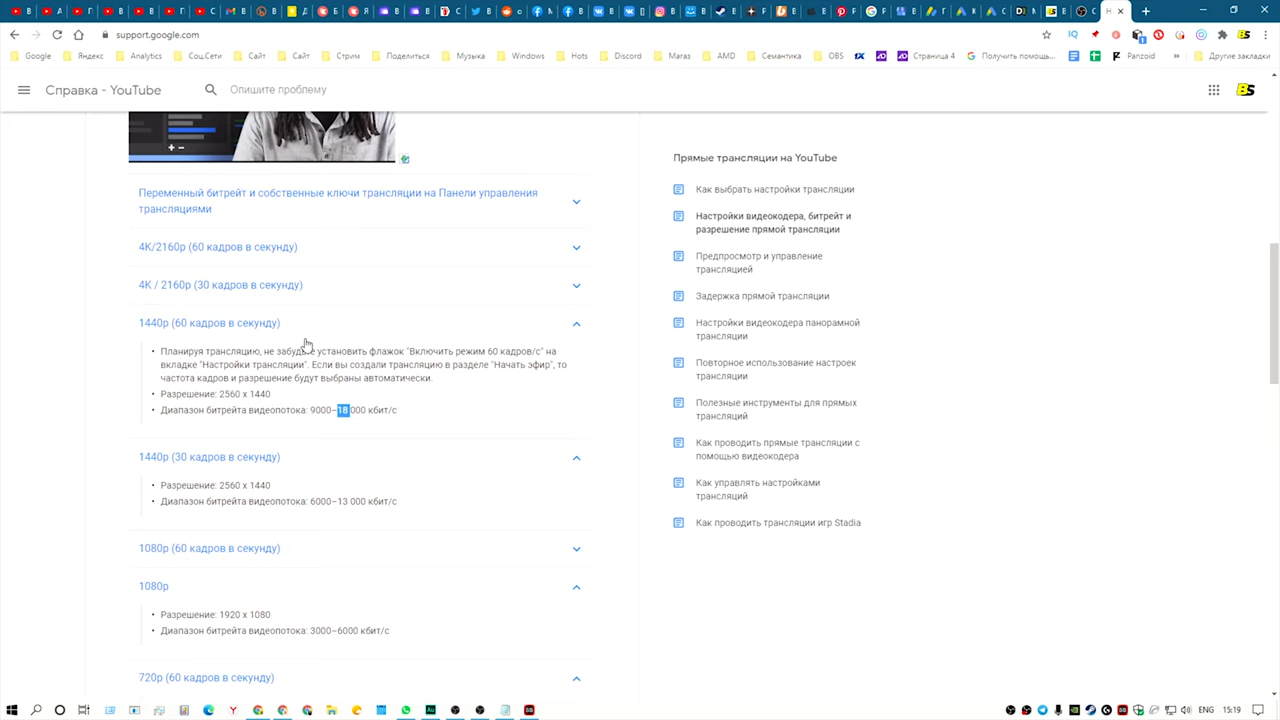 support.google.com
Google
Яндекс
Analytics
Соц.Сети
Сайт
Сайт
Стрим
Поделиться
Музыка
Windows
Hots
Discord
Maras
AMD
Семантика
OBS
Страница 4
Получить помощь...
Panzoid
Другие закладки
Справка - YouTube
Опишите проблему
Переменный битрейт и собственные ключи трансляции на Панели управления
трансляциями
4K/2160p (60 кадров в секунду)
4K / 2160p (30 кадров в секунду)
1440p (60 кадров в секунду)
Планируя трансляцию, не забудьте установить флажок "Включить режим 60 кадров/с" на
вкладке "Настройки трансляции". Если вы создали трансляцию в разделе "Начать эфир", то
частота кадров и разрешение будут выбраны автоматически.
Разрешение: 2560 x 1440
Диапазон битрейта видеопотока: 9000–18 000 кбит/с
1440p (30 кадров в секунду)
Разрешение: 2560 x 1440
Диапазон битрейта видеопотока: 6000–13 000 кбит/с
1080p (60 кадров в секунду)
1080p
Разрешение: 1920 x 1080
Диапазон битрейта видеопотока: 3000–6000 кбит/с
720p (60 кадров в секунду)
Прямые трансляции на YouTube
Как выбрать настройки трансляции
Настройки видеокодера, битрейт и
разрешение прямой трансляции
Предпросмотр и управление
трансляцией
Задержка прямой трансляции
Настройки видеокодера панорамной
трансляции
Повторное использование настроек
трансляции
Полезные инструменты для прямых
трансляций
Как проводить прямые трансляции с
помощью видеокодера
Как управлять настройками
трансляций
Как проводить трансляции игр Stadia
ENG
15:19